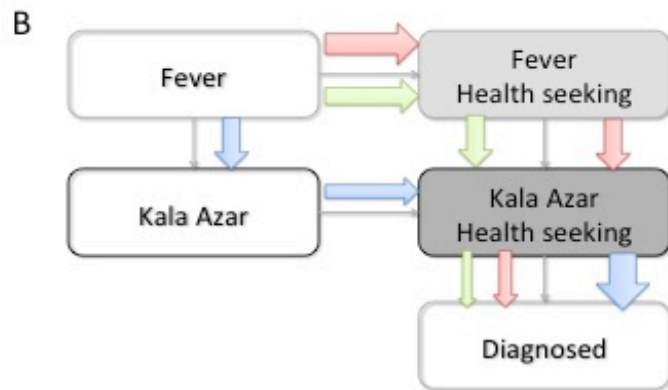 B
Fever
Fever
Health seeking
Kala Azar
Kala Azar
Health seeking
Diagnosed